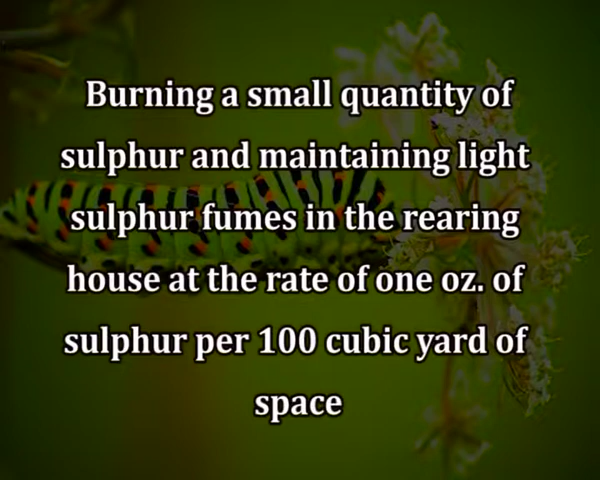 Burning a small quantity of
sulphur and maintaining light
sulphur fumes in the rearing
house at the rate of one oz. of
sulphur per 100 cubic yard of
space